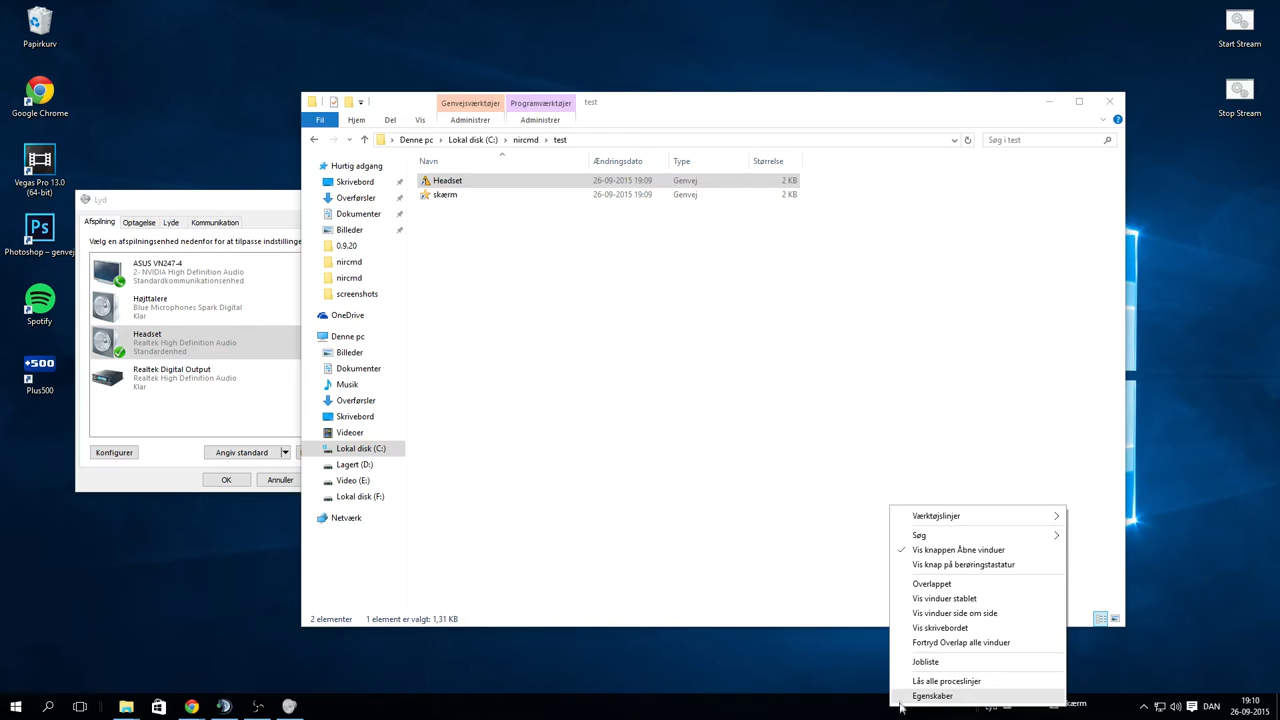 Papirkurv
Google Chrome
Vegas Pro 13.0
(64-bit)
Ps
Photoshop – genvej
Spotify
+500
Plus500
Start Stream
Stop Stream
Lyd
Afspilning
Optagelse
Lyde
Kommunikation
Vælg en afspilningsenhed nedenfor for at tilpasse indstillinge
ASUS VN247-4
2- NVIDIA High Definition Audio
Standardkommunikationsenhed
Højttalere
Blue Microphones Spark Digital
Klar
Headset
Realtek High Definition Audio
Standardenhed
Realtek Digital Output
Realtek High Definition Audio
Klar
Konfigurer
Angiv standard
OK
Annuller
Genvejsværktøjer
Programværktøjer
test
Fil
Hjem
Del
Vis
Administrer
Administrer
Denne pc
Lokal disk (C:)
nircmd
test
Søg i test
Navn
Ændringsdato
Type
Størrelse
Headset
26-09-2015 19:09
Genvej
2 KB
skærm
26-09-2015 19:09
Genvej
2 KB
Hurtig adgang
Skrivebord
Overførsler
Dokumenter
Billeder
0.9.20
nircmd
nircmd
screenshots
OneDrive
Denne pc
Billeder
Dokumenter
Musik
Overførsler
Skrivebord
Videoer
Lokal disk (C:)
Lagert (D:)
Video (E:)
Lokal disk (F:)
Netværk
2 elementer
1 element er valgt: 1,31 KB
Værktøjslinjer
Søg
Vis knappen Åbne vinduer
Vis knap på berøringstastatur
Overlappet
Vis vinduer stablet
Vis vinduer side om side
Vis skrivebordet
Fortryd Overlap alle vinduer
Jobliste
Lås alle proceslinjer
Egenskaber
Lyd
kærm
DAN
19:10
26-09-2015